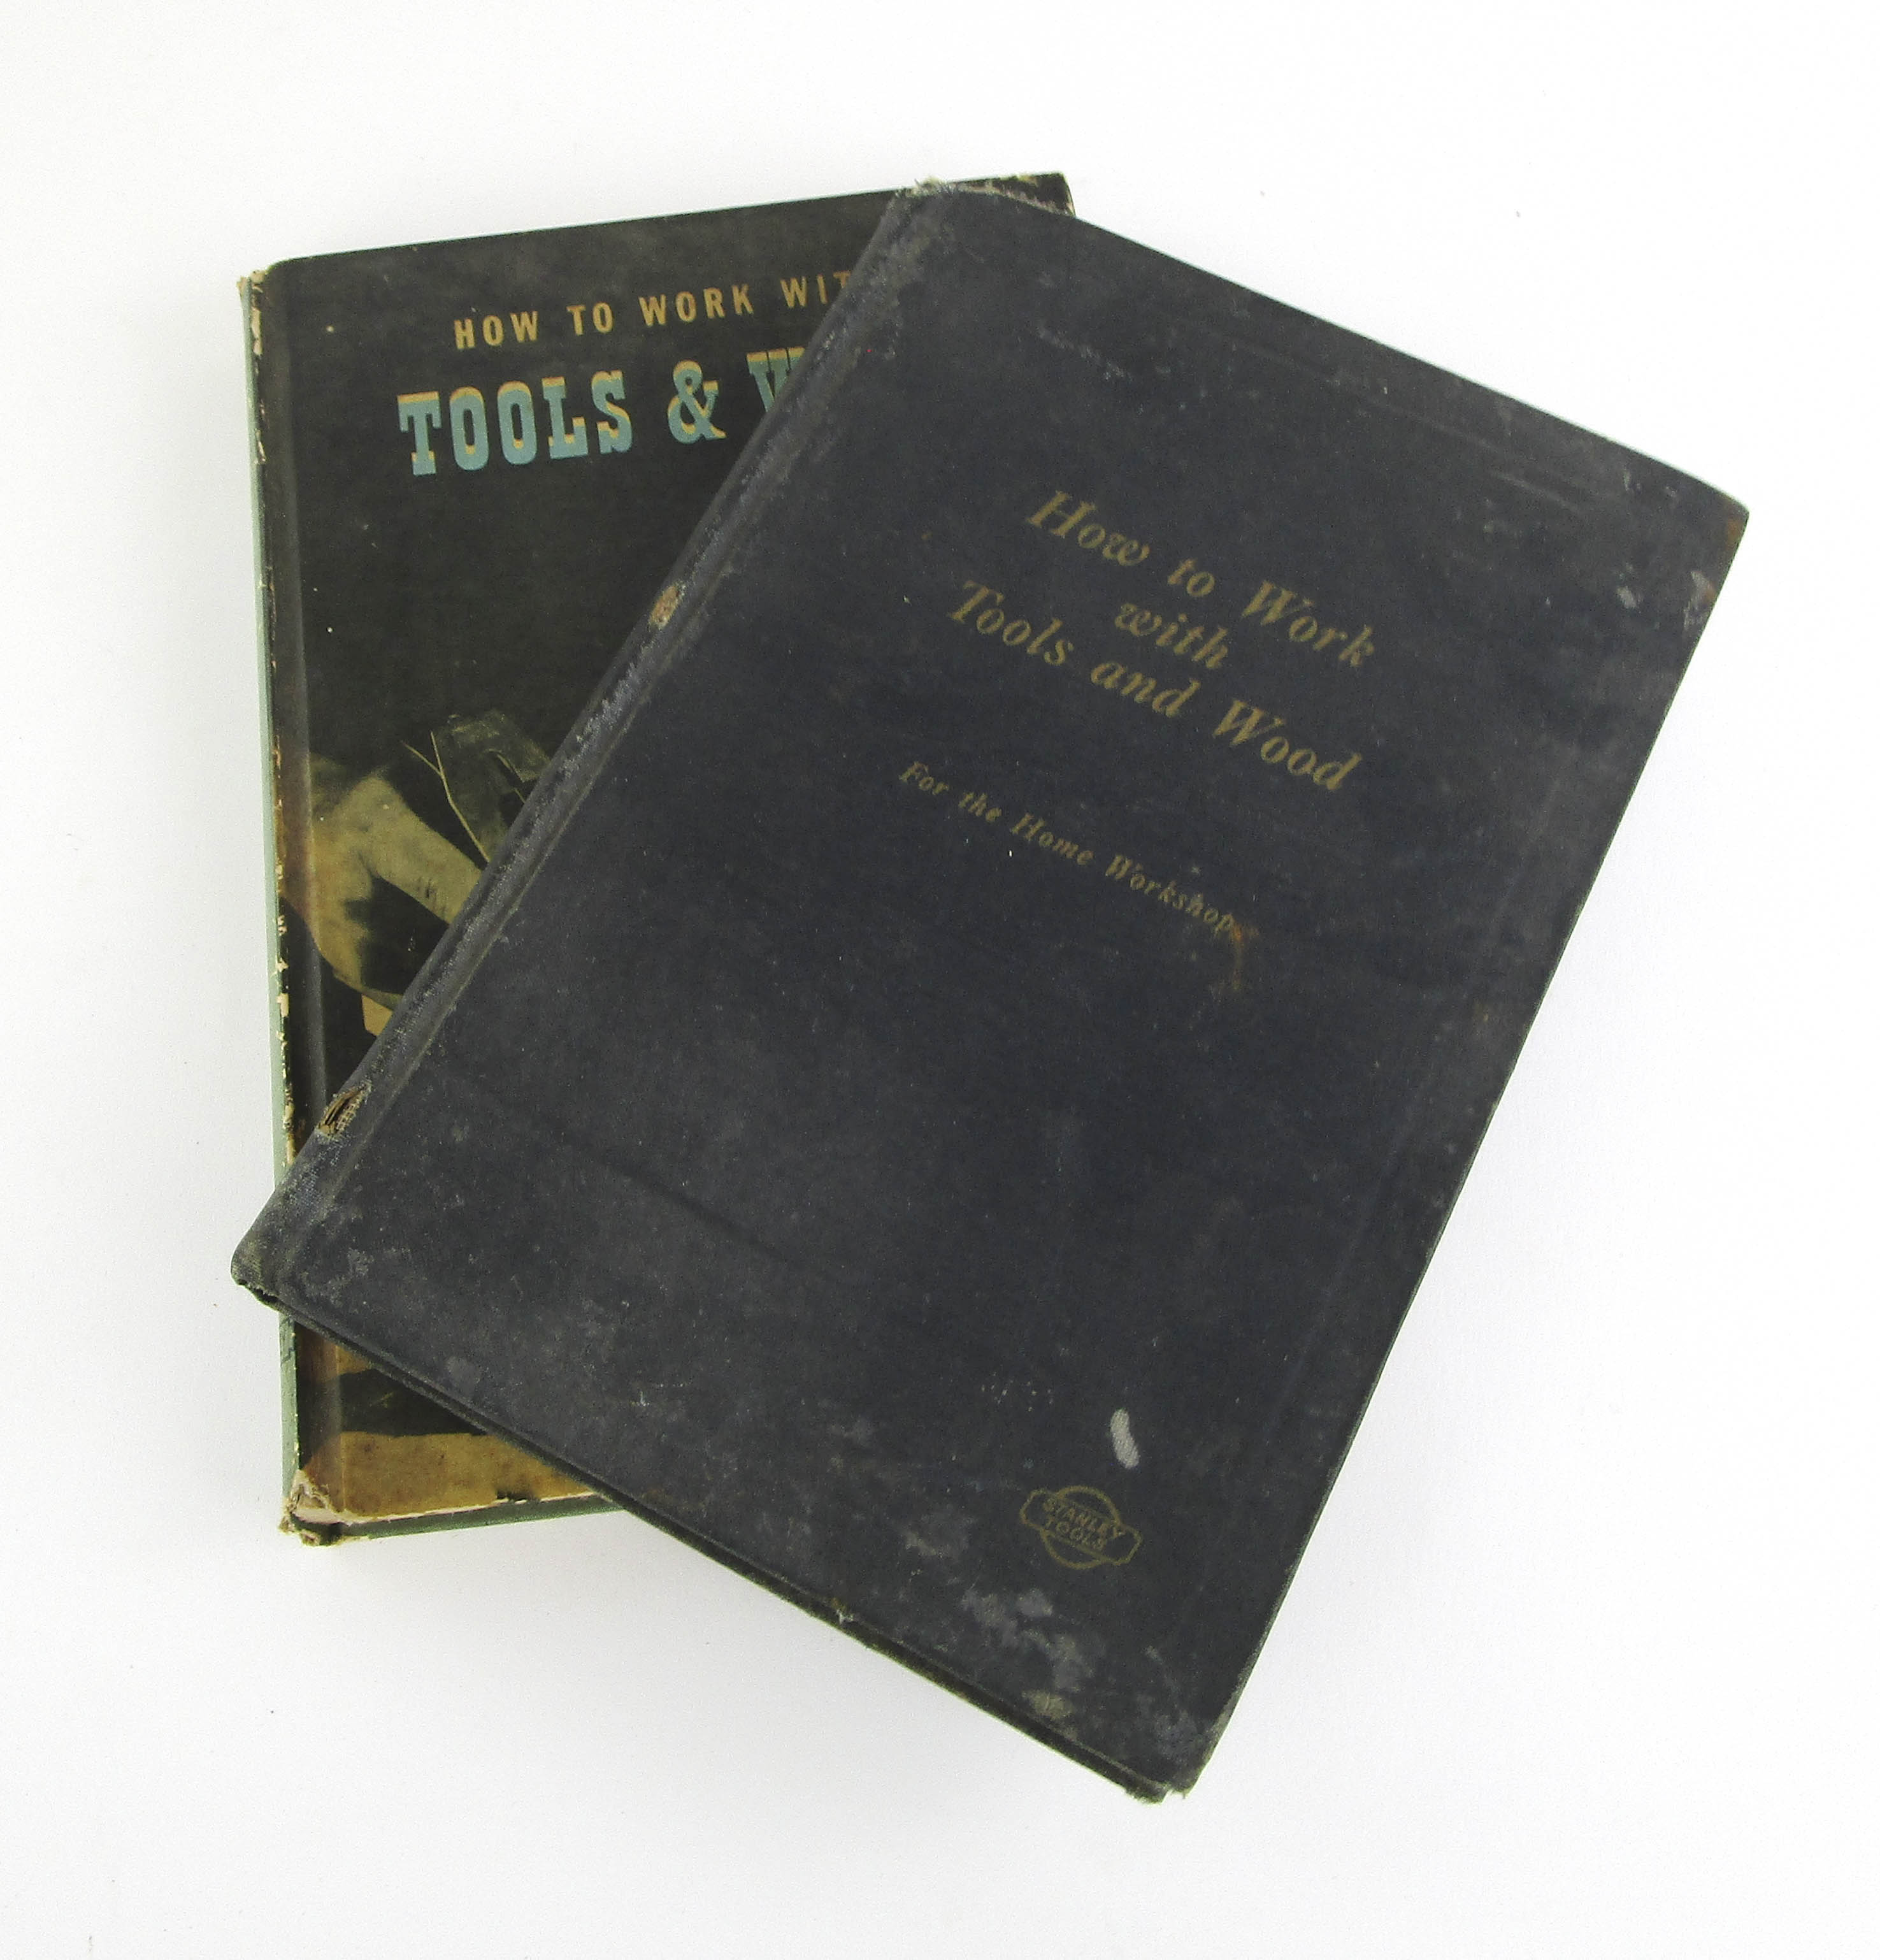 HOW TO WORK WIT
TOOLS & W
How to Work
with
Tools and Wood
For the Home Workshop
STANLEY
TOOLS